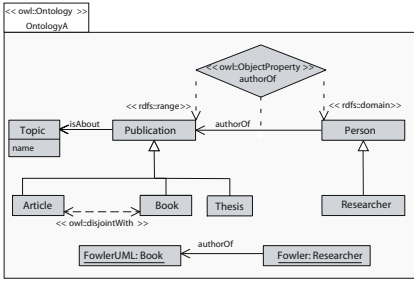 << owl::Ontology >>
OntologyA
<< owl::ObjectProperty >>
authorOf
<< rdfs::range>>
<< rdfs::domain>>
Topic
name
isAbout
Publication
authorOf
Person
Article
Book
Thesis
Researcher
<< owl::disjointWith >>
FowlerUML: Book
authorOf
Fowler: Researcher